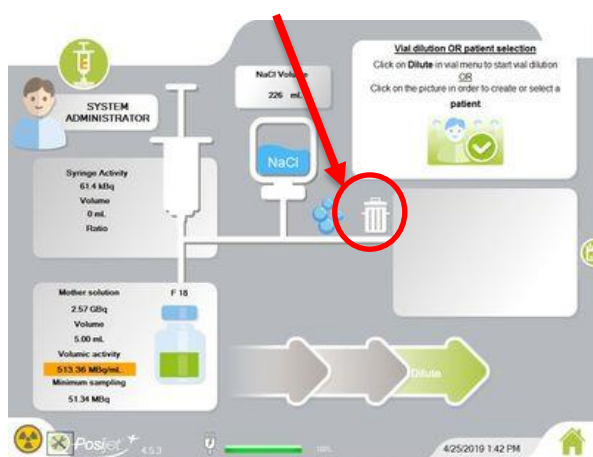 Vial dilution OR patient selection
Click on Dilute in vial menu to start vial dilution
OR
Click on the picture in order to create or select a
patient
NaCl Volume
226 mL
SYSTEM
ADMINISTRATOR
NaCl
Syringe Activity
61.4 kBq
Volume
0 mL
Ratio
Mother solution
F 18
2.57 GBq
Volume
5.00 mL
Volumic activity
513.36 MBq/mL
Minimum sampling
51.34 MBq
Dilute
Posijet 4.5.3
100%
4/25/2019 1:42 PM